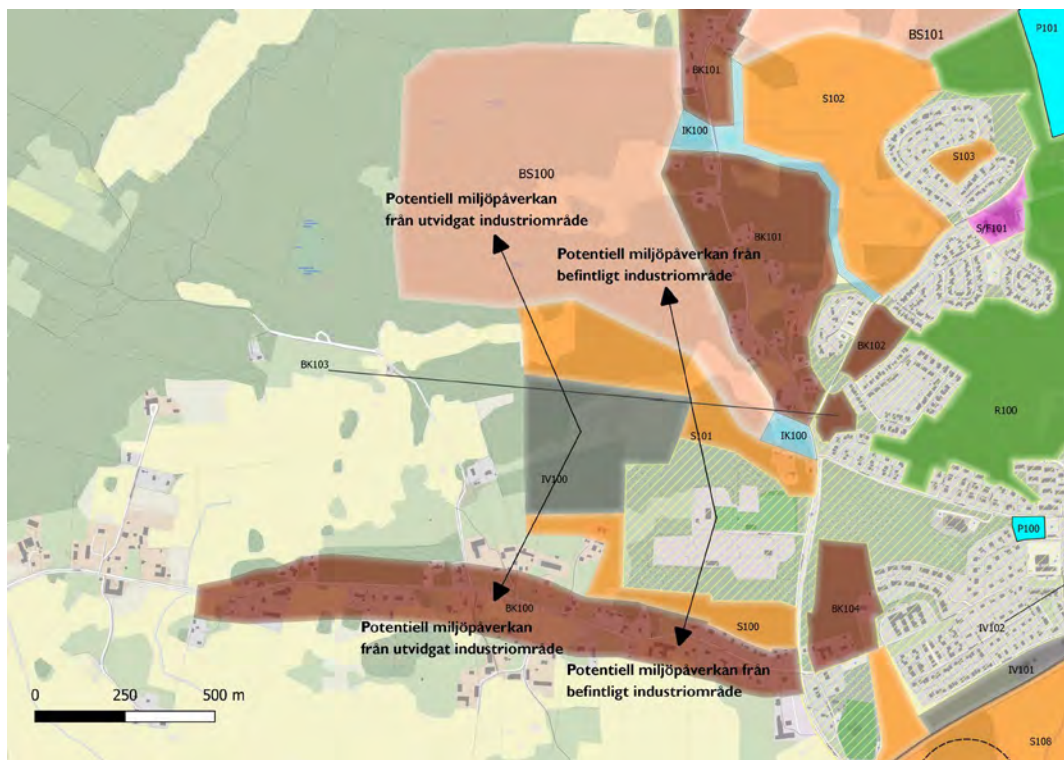 P101
BS101
BK101
S102
IK100
S103
BS100
Potentiell miljöpåverkan
från utvidgat industriområde
S/F101
BK101
Potentiell miljöpåverkan från
befintligt industriområde
BK102
BK103
R100
S101
IK100
IV100
P100
BK100
BK104
S100
Potentiell miljöpåverkan
från utvidgat industriområde
IV102
Potentiell miljöpåverkan från
befintligt industriområde
IV101
0 250 500 m
S108